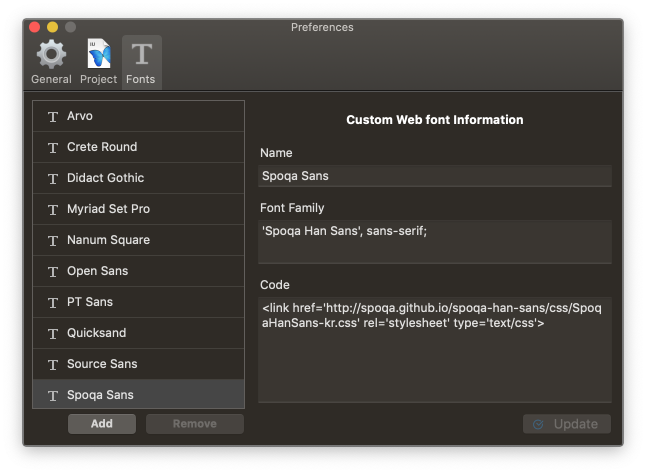 Preferences
IU
General Project Fonts
Arvo
Crete Round
Didact Gothic
Myriad Set Pro
Nanum Square
Open Sans
PT Sans
Quicksand
Source Sans
Spoqa Sans
Add Remove
Custom Web font Information
Name
Spoqa Sans
Font Family
'Spoqa Han Sans', sans-serif;
Code
<link href='http://spoqa.github.io/spoqa-han-sans/css/Spoq
aHanSans-kr.css' rel='stylesheet' type='text/css'>
Update